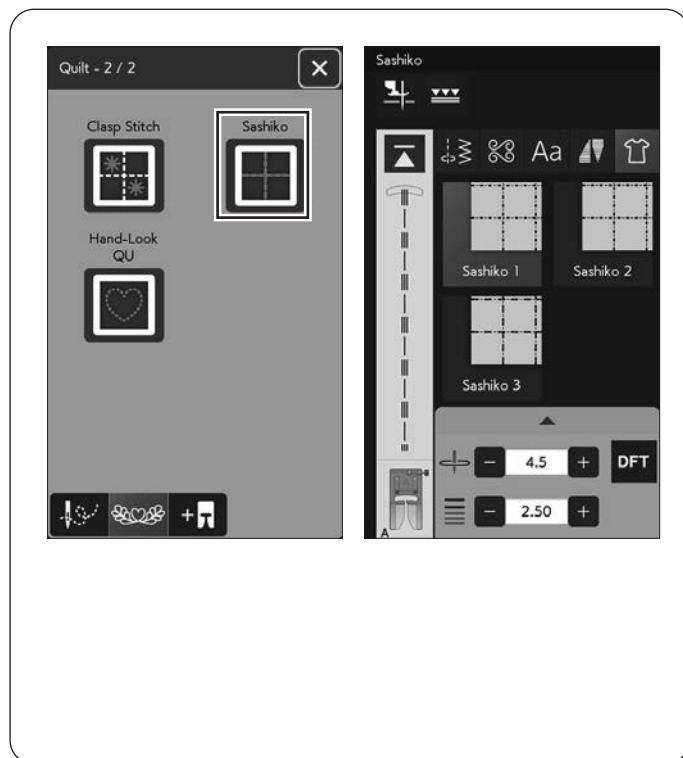 Quilt - 2 / 2
Clasp Stitch
Sashiko
Hand-Look
QU
Sashiko
Aa
Sashiko 1
Sashiko 2
Sashiko 3
4.5
DFT
2.50
A